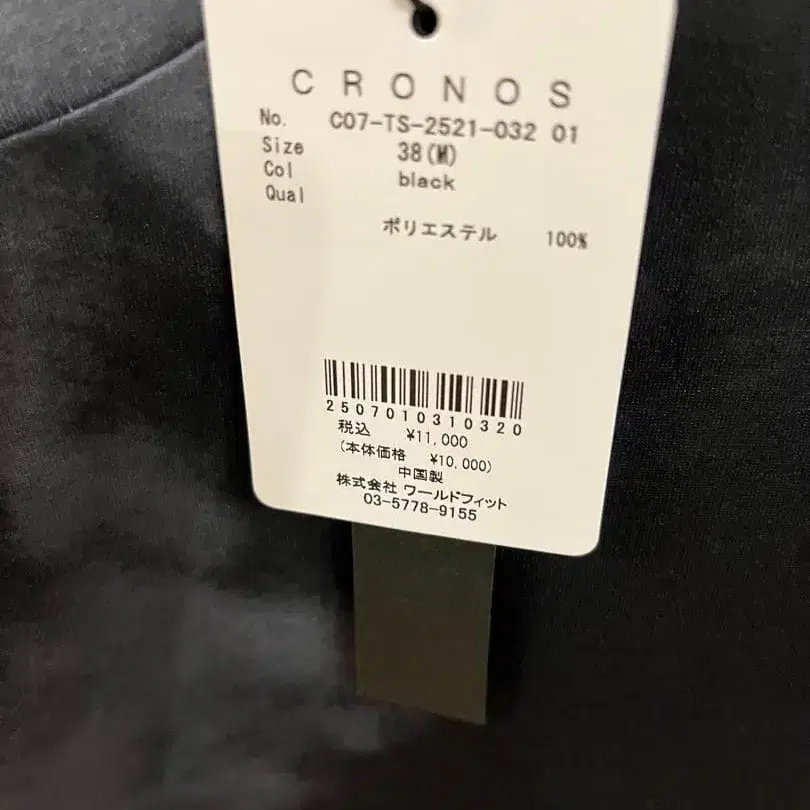 CRONOS
No. C07-TS-2521-032 01
Size 38(M)
Col black
Qual
ポリエステル 100%
2507010310320
税込 ¥11,000
(本体価格 ¥10,000)
中国製
株式会社 ワールドフィット
03-5778-9155